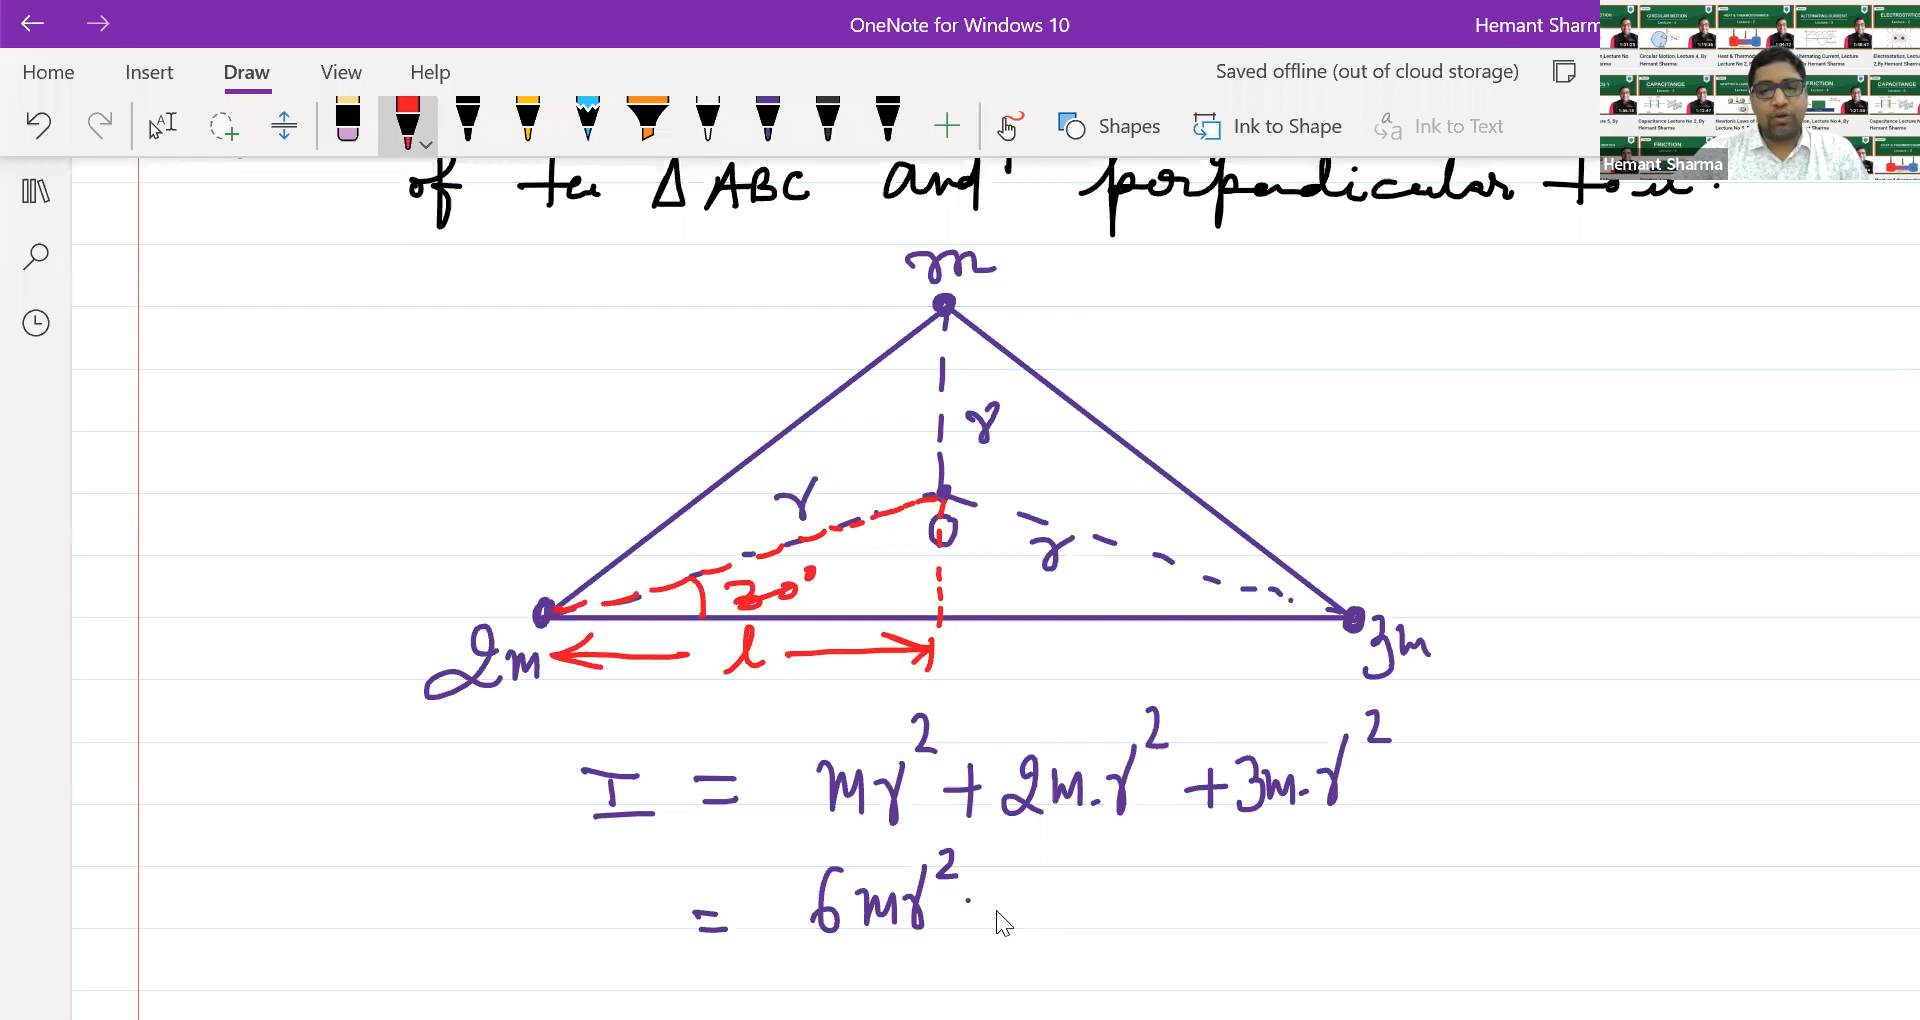 OneNote for Windows 10
Hemant Sharm
Home Insert Draw View Help
Saved offline (out of cloud storage)
Shapes
Ink to Shape
Ink to Text
Hemant Sharma
of the ΔABC and perpendicular to it.
m
r
r
O
r
30°
l
2m
3m
I = mr² + 2m.r² + 3m.r²
= 6mr².